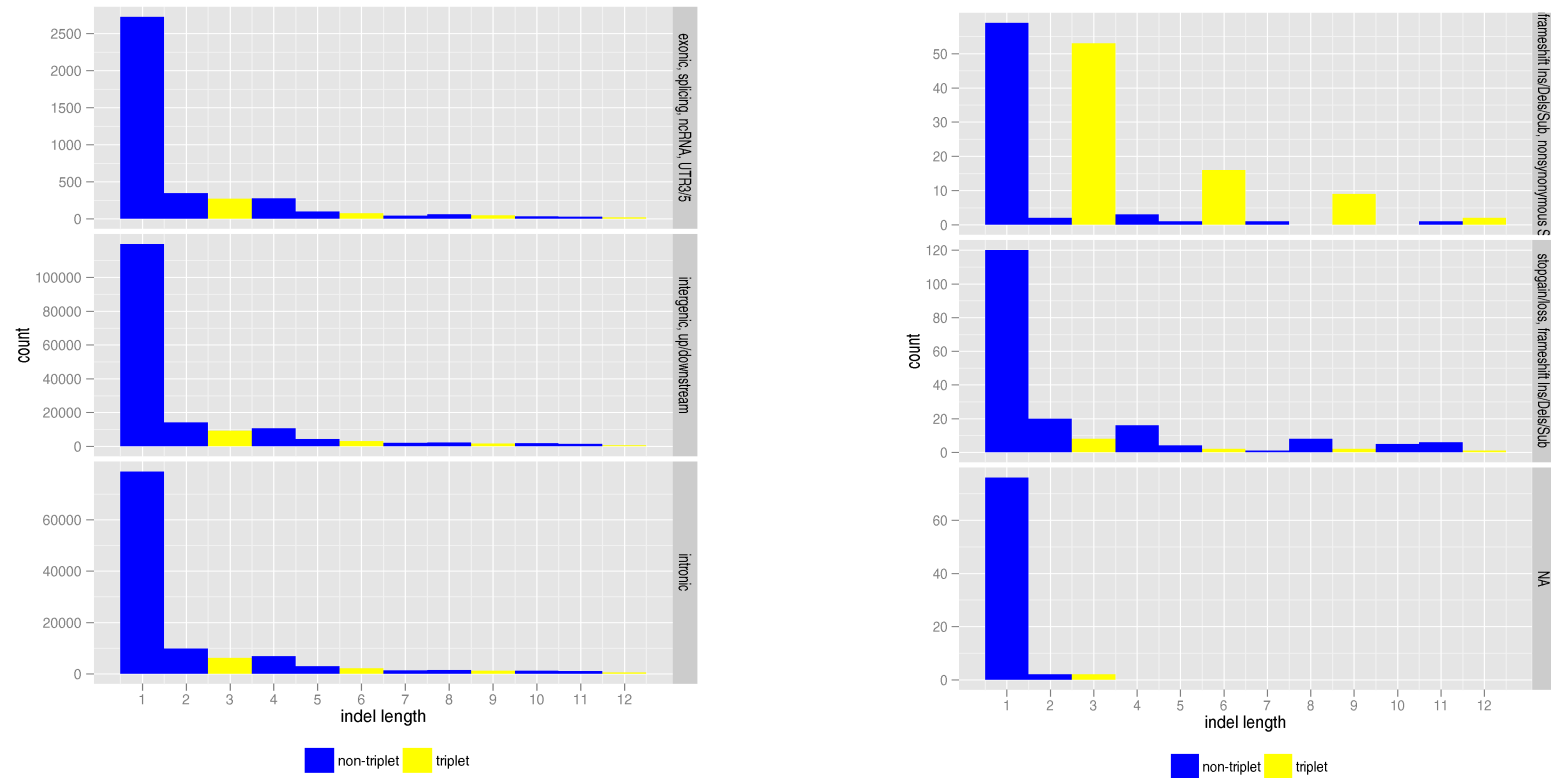 count
2500
2000
1500
1000
500
0
exonic, splicing, ncRNA, UTR3/5
100000
80000
60000
40000
20000
0
intergenic, up/downstream
60000
40000
20000
0
intronic
1 2 3 4 5 6 7 8 9 10 11 12
indel length
non-triplet triplet
count
50
40
30
20
10
0
frameshift Ins/Dels/Sub, nonsynonymous S
120
100
80
60
40
20
0
stopgain/loss, frameshift Ins/Dels/Sub
60
40
20
0
NA
1 2 3 4 5 6 7 8 9 10 11 12
indel length
non-triplet triplet